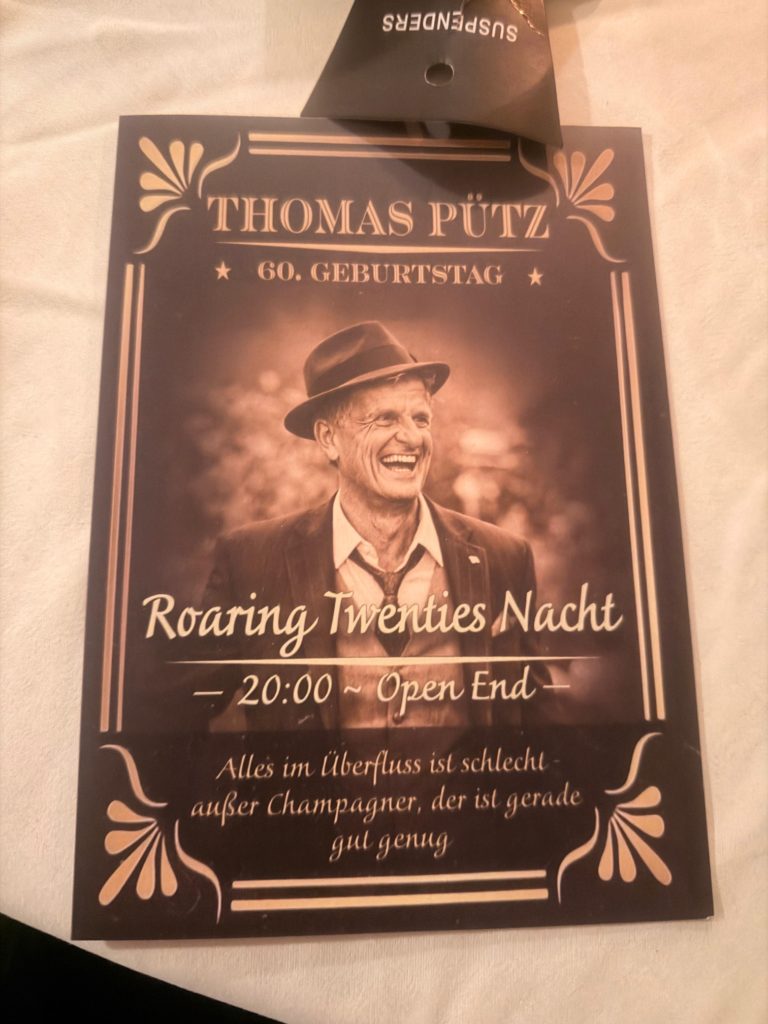 SUSPENDERS
THOMAS PÜTZ
★ 60. GEBURTSTAG ★
Roaring Twenties Nacht
– 20:00 ~ Open End –
Alles im Überfluss ist schlecht -
außer Champagner, der ist gerade
gut genug